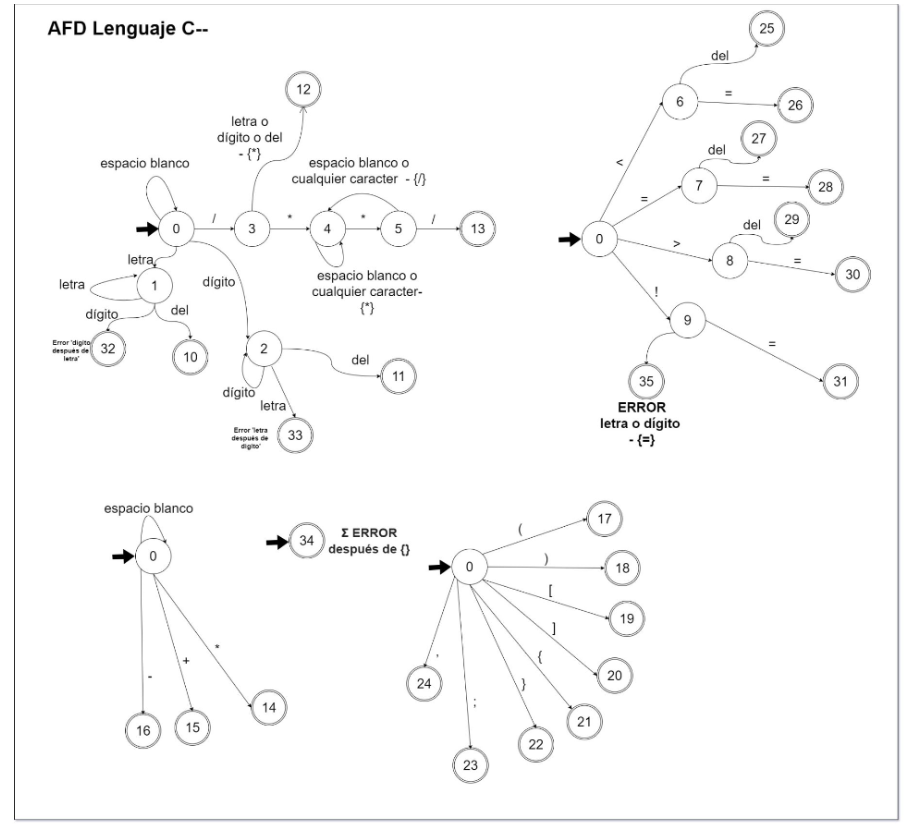 AFD Lenguaje C--
espacio blanco
0
/
3
letra o
dígito o del
- {*}
12
*
4
espacio blanco o
cualquier caracter - {/}
*
5
/
13
espacio blanco o
cualquier caracter-
{*}
letra
1
letra
dígito
Error 'digito
después de
letra'
32
del
10
dígito
2
dígito
del
11
letra
Error 'letra
después de
digito'
33
0
<
6
del
25
=
26
=
7
del
27
=
28
>
8
del
29
=
30
!
9
=
31
35
ERROR
letra o dígito
- {=}
espacio blanco
0
-
16
+
15
*
14
34
Σ ERROR
después de {}
0
(
17
)
18
[
19
]
20
{
21
}
22
;
23
,
24